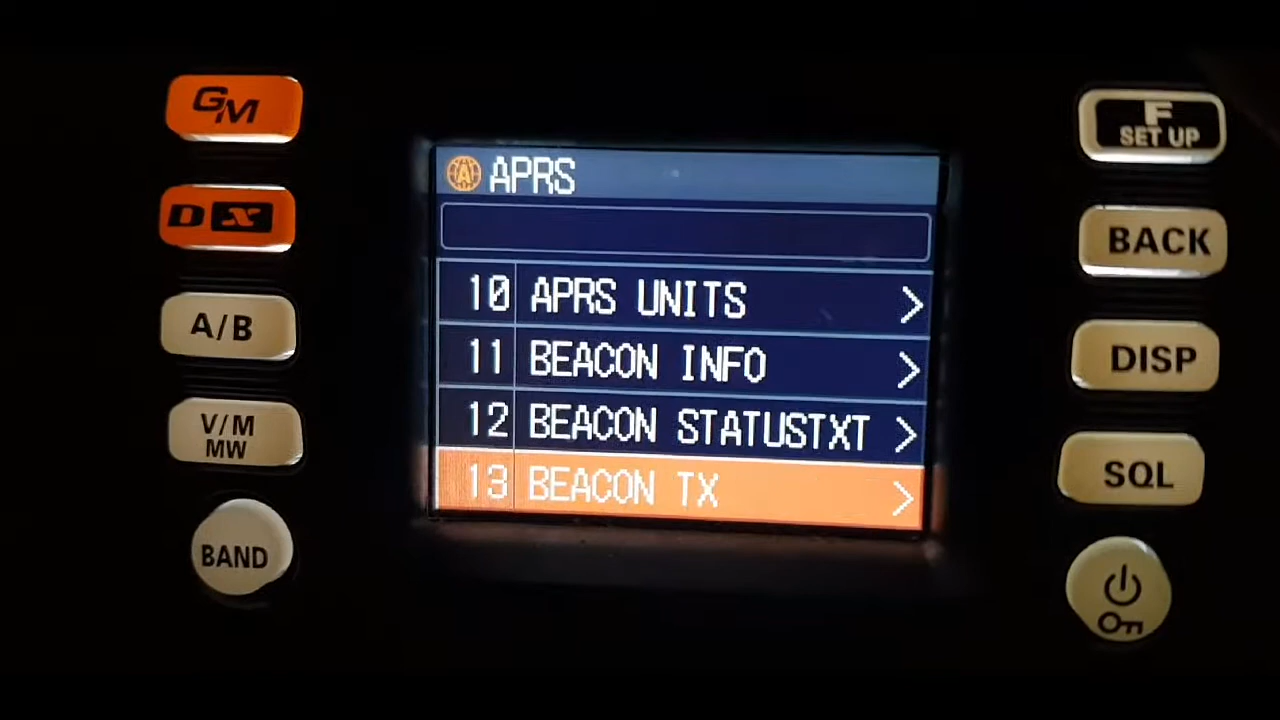 GM
DX
A/B
V/M
MW
BAND
A APRS
10 APRS UNITS >
11 BEACON INFO >
12 BEACON STATUSTXT >
13 BEACON TX >
F
SET UP
BACK
DISP
SQL